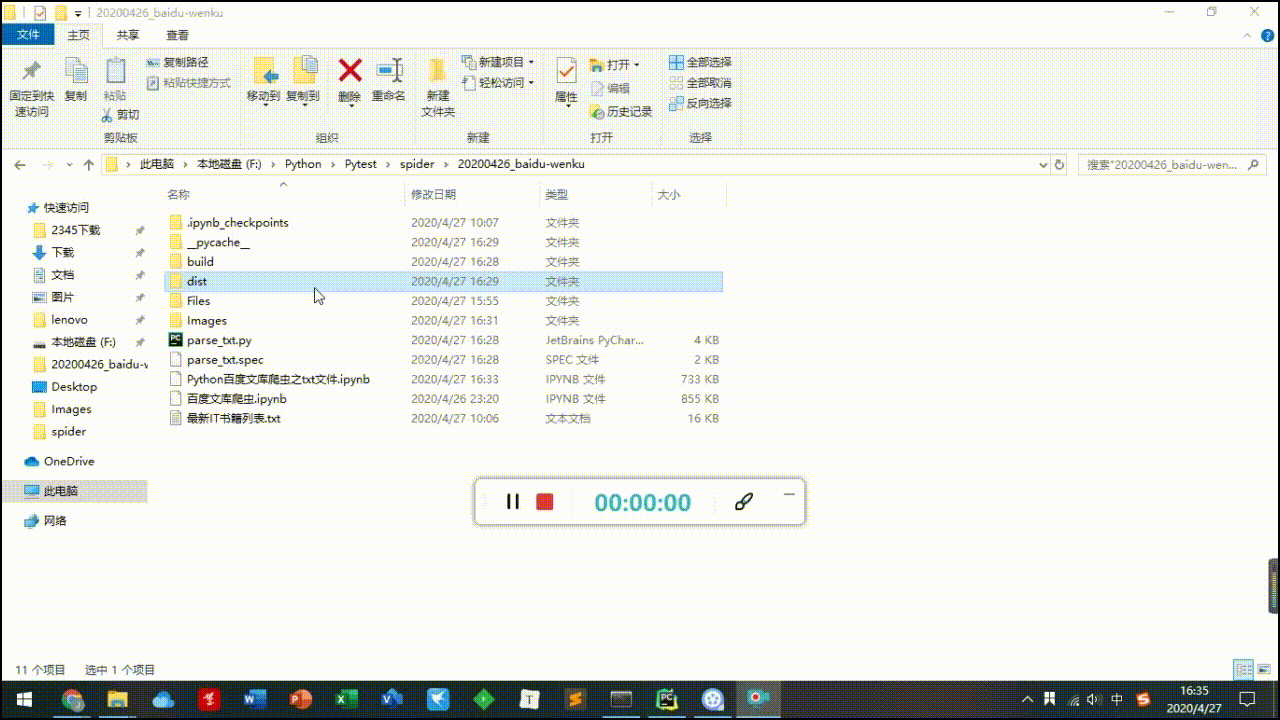 20200426_baidu-wenku
文件 主页 共享 查看
固定到快速访问
复制
粘贴
复制路径
粘贴快捷方式
剪切
剪贴板
移动到
复制到
删除
重命名
组织
新建文件夹
新建项目
轻松访问
新建
属性
打开
编辑
历史记录
打开
全部选择
全部取消
反向选择
选择
此电脑 本地磁盘 (F:) Python Pytest spider 20200426_baidu-wenku
搜索"20200426_baidu-wen...
名称 修改日期 类型 大小
.ipynb_checkpoints 2020/4/27 10:07 文件夹
__pycache__ 2020/4/27 16:29 文件夹
build 2020/4/27 16:28 文件夹
dist 2020/4/27 16:29 文件夹
Files 2020/4/27 15:55 文件夹
Images 2020/4/27 16:31 文件夹
parse_txt.py 2020/4/27 16:28 JetBrains PyChar... 4 KB
parse_txt.spec 2020/4/27 16:28 SPEC 文件 2 KB
Python百度文库爬虫之txt文件.ipynb 2020/4/27 16:33 IPYNB 文件 733 KB
百度文库爬虫.ipynb 2020/4/26 23:20 IPYNB 文件 855 KB
最新IT书籍列表.txt 2020/4/27 10:06 文本文档 16 KB
快速访问
2345下载
下载
文档
图片
lenovo
本地磁盘 (F:)
20200426_baidu-v
Desktop
Images
spider
OneDrive
此电脑
网络
00:00:00
11 个项目 选中 1 个项目
中
16:35
2020/4/27